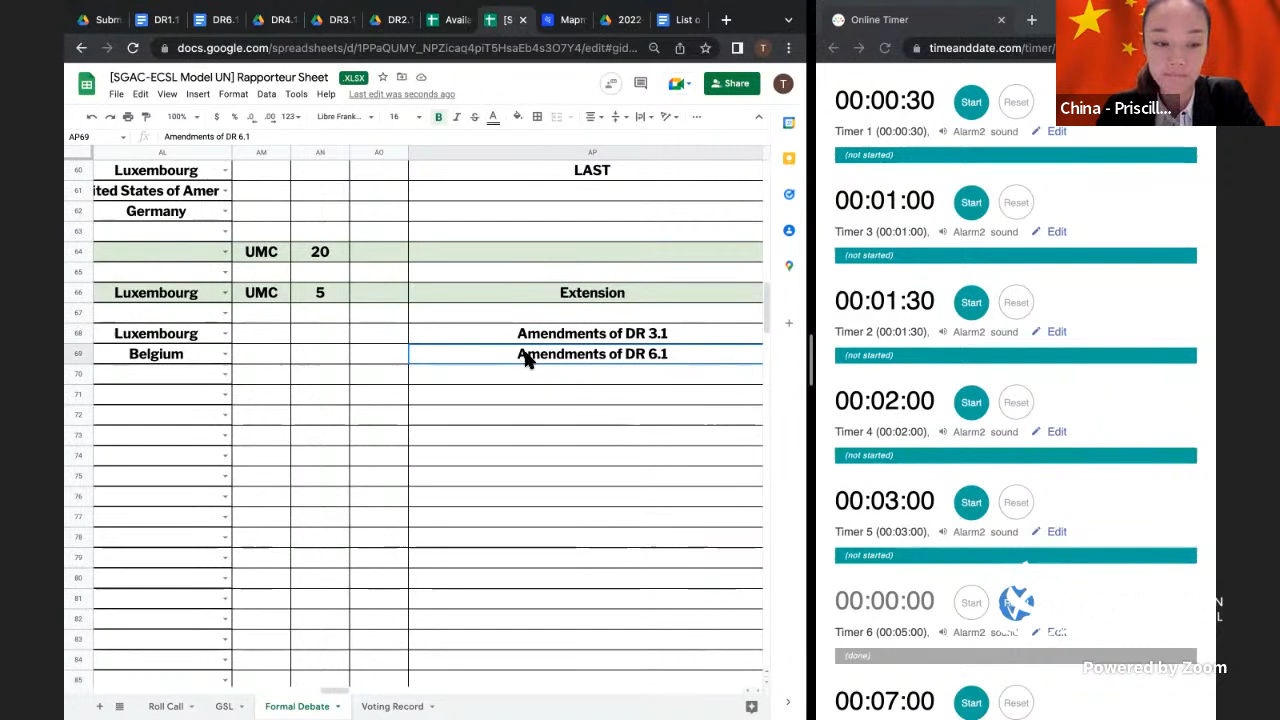 Subm
DR1.1
DR6.1
DR4.1
DR3.1
DR2.1
Availa
[S
Mapm
2022
List o
docs.google.com/spreadsheets/d/1PPaQUMY_NPZicaqHpiT5HsaEb4s3O7Y4/edit#gid...
[SGAC-ECSL Model UN] Rapporteur Sheet .XLSX
Share
T
File Edit View Insert Format Data Tools Help Last edit was seconds ago
100% $ % .0 .00 123 Libre Frank... B I S A
AP69 fx Amendments of DR 6.1
AL AM AN AO AP
60 Luxembourg LAST
61 ited States of Amer
62 Germany
63
64 UMC 20
65
66 Luxembourg UMC 5 Extension
67
68 Luxembourg Amendments of DR 3.1
69 Belgium Amendments of DR 6.1
70
71
72
73
74
75
76
77
78
79
80
81
82
83
84
85
Roll Call GSL Formal Debate Voting Record
Online Timer
timeanddate.com/timer/
00:00:30 Start Reset
Timer 1 (00:00:30), Alarm2 sound Edit
(not started)
00:01:00 Start Reset
Timer 3 (00:01:00), Alarm2 sound Edit
(not started)
00:01:30 Start Reset
Timer 2 (00:01:30), Alarm2 sound Edit
(not started)
00:02:00 Start Reset
Timer 4 (00:02:00), Alarm2 sound Edit
(not started)
00:03:00 Start Reset
Timer 5 (00:03:00), Alarm2 sound Edit
(not started)
00:00:00 Start
Timer 6 (00:05:00), Alarm2 sound Edit
(done)
00:07:00 Start Reset
China - Priscill...
N
L
Powered by Zoom